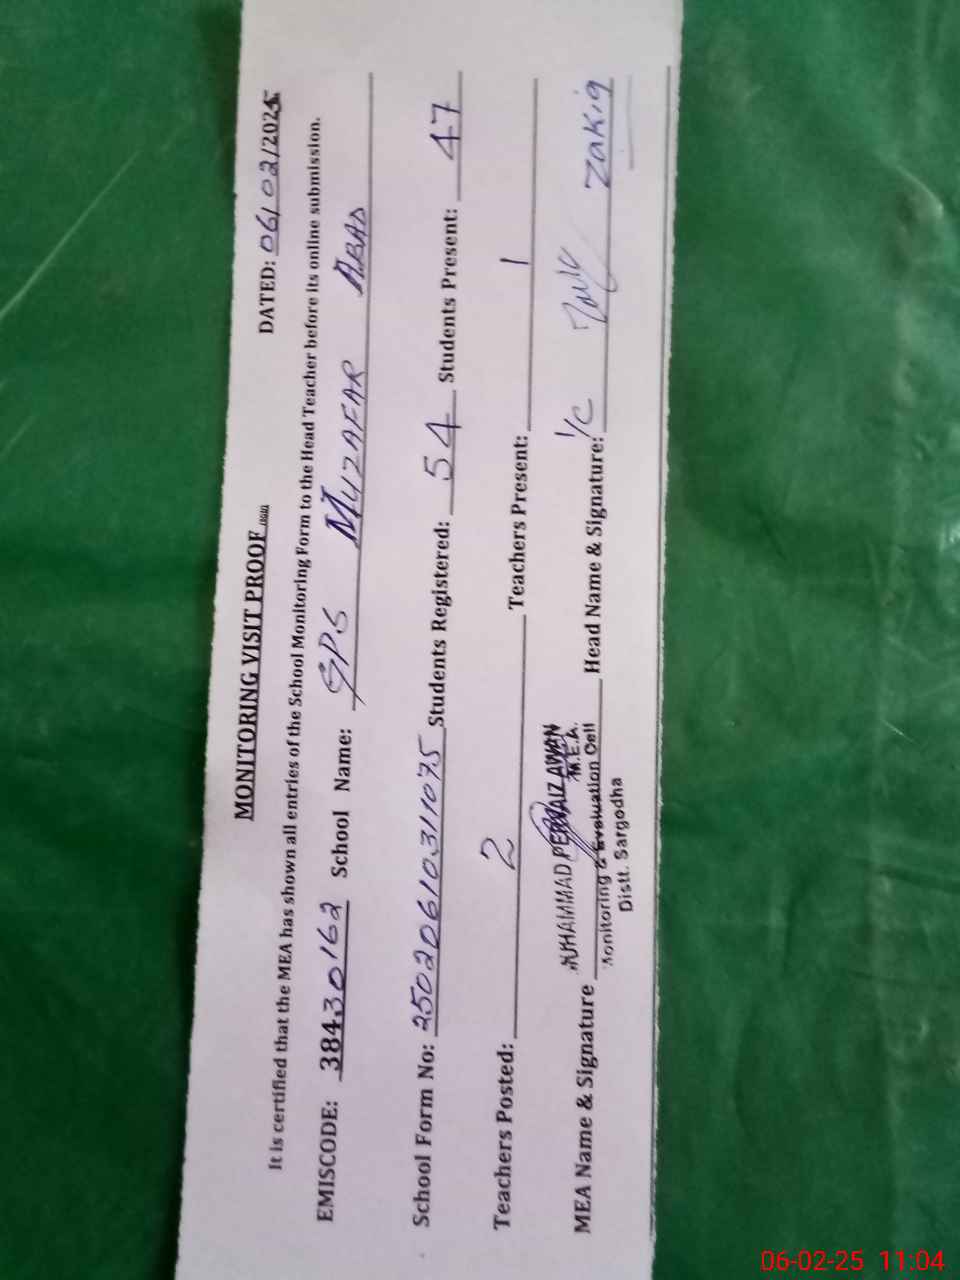 MONITORING VISIT PROOF
DATED: 06/02/2025
It is certified that the MEA has shown all entries of the School Monitoring Form to the Head Teacher before its online submission.
EMISCODE: 38430162 School Name: GPS MUZAFAR ABAD
School Form No: 25020610311075 Students Registered: 54 Students Present: 47
Teachers Posted: 2 Teachers Present: 1
MEA Name & Signature MUHAMMAD PERVAIZ AWAN Head Name & Signature: I/C Zakia
M.E.A.
Monitoring & Evaluation Cell
Distt. Sargodha
06-02-25 11:04